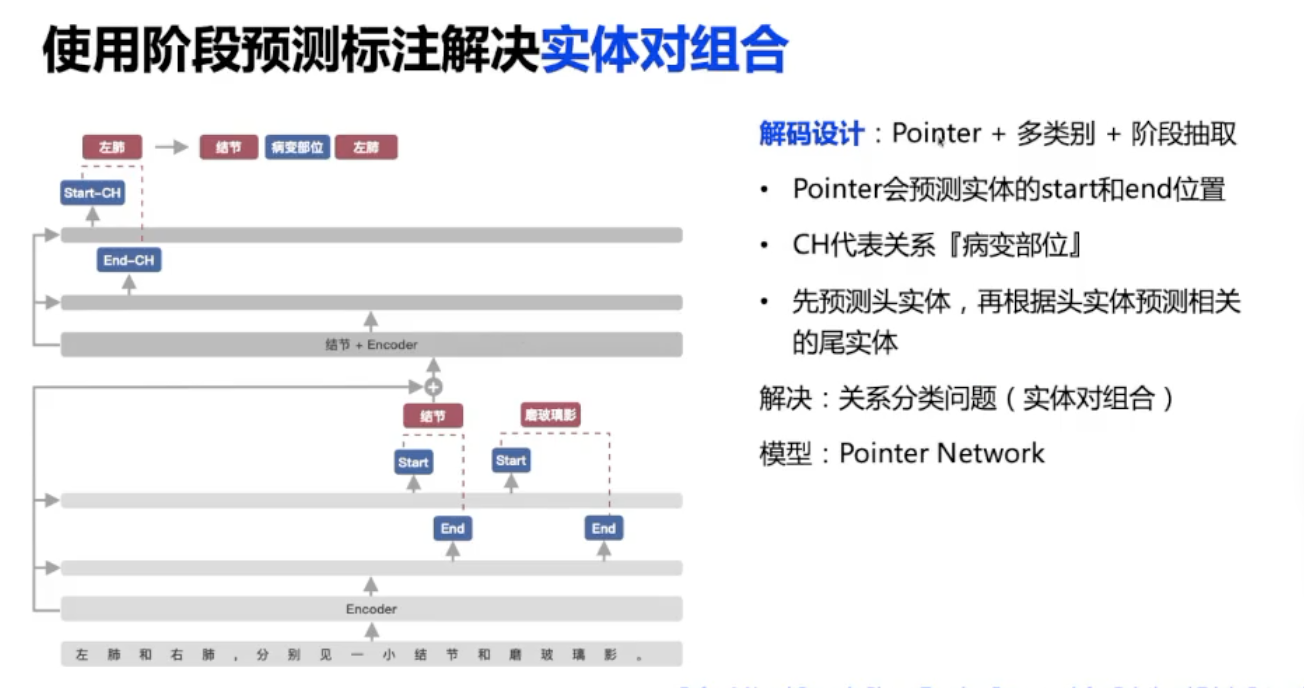 使用阶段预测标注解决实体对组合
左肺
结节
病变部位
左肺
Start-CH
End-CH
结节 + Encoder
结节
磨玻璃影
Start
Start
End
End
Encoder
左肺和右肺,分别见一小结节和磨玻璃影。
解码设计:Pointer + 多类别 + 阶段抽取
• Pointer会预测实体的start和end位置
• CH代表关系『病变部位』
• 先预测头实体,再根据头实体预测相关
的尾实体
解决:关系分类问题(实体对组合)
模型:Pointer Network